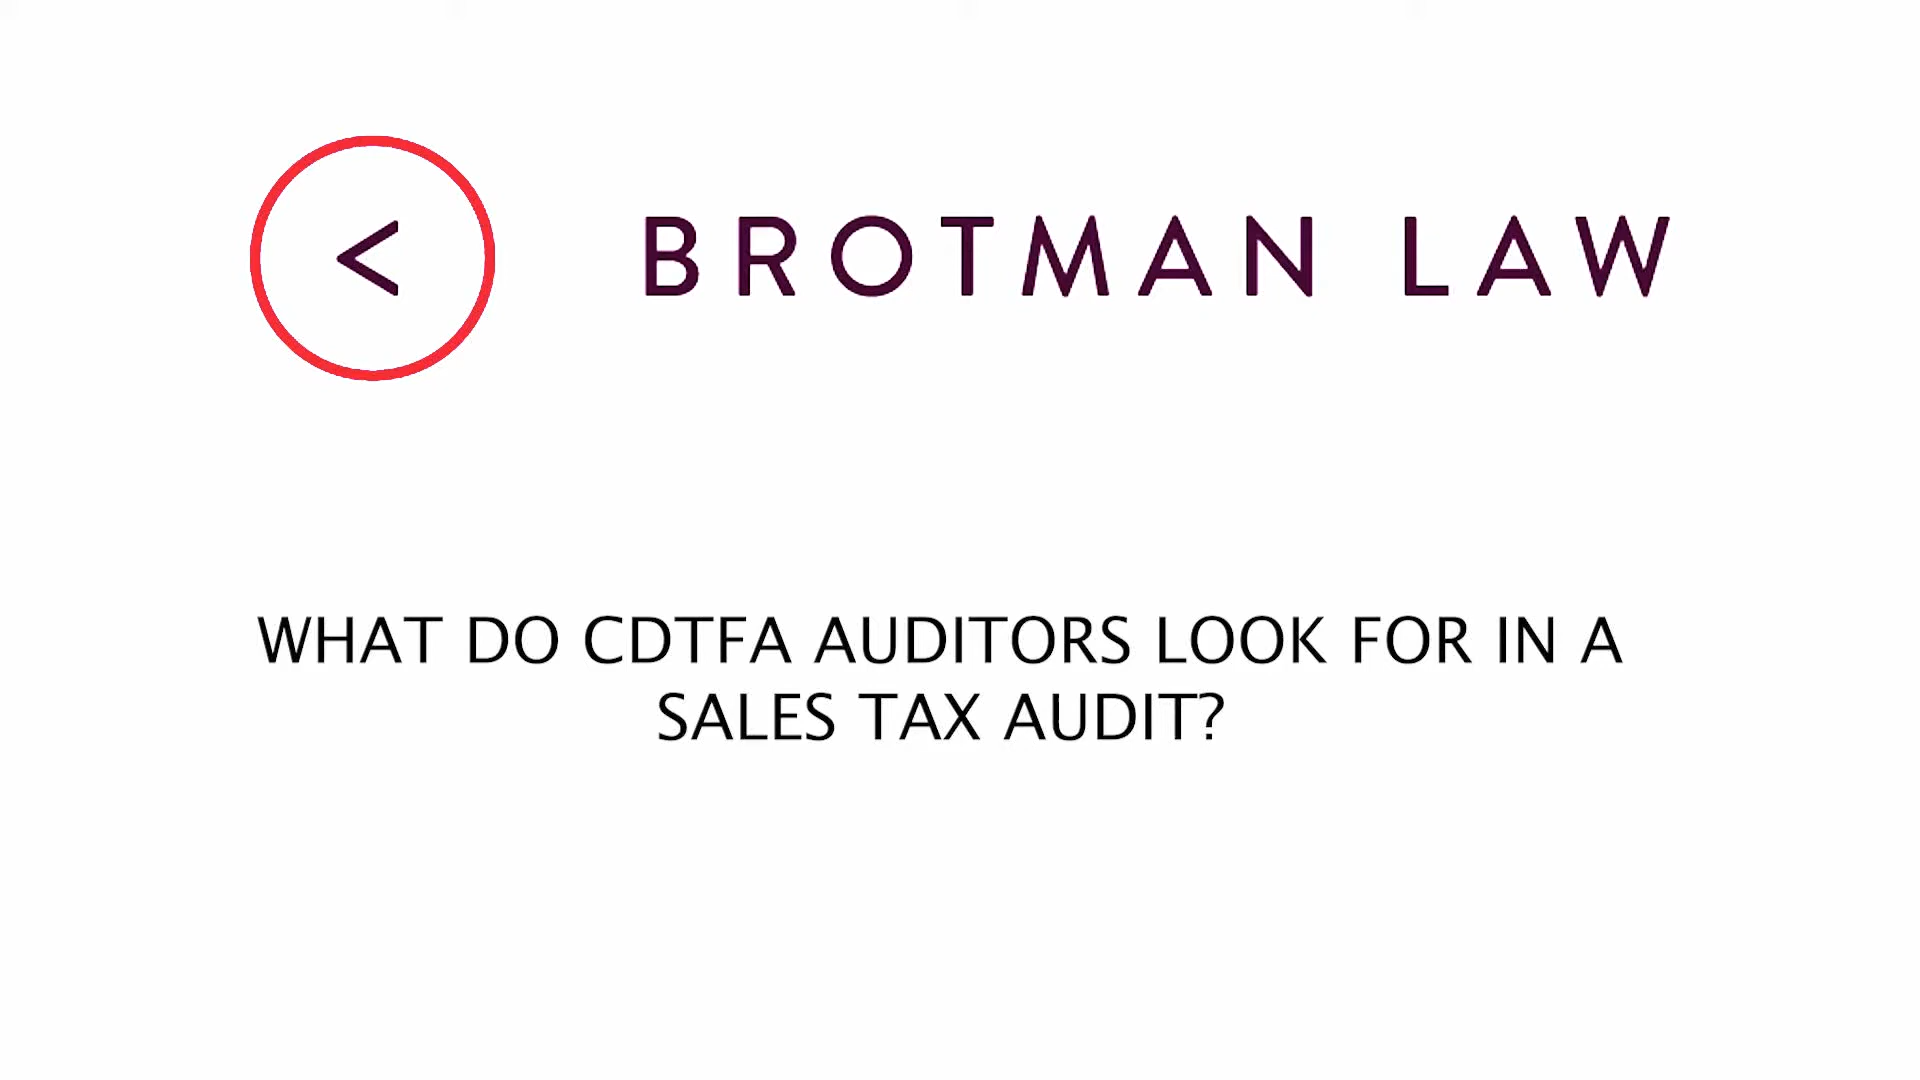 < BROTMAN LAW
WHAT DO CDTFA AUDITORS LOOK FOR IN A
SALES TAX AUDIT?